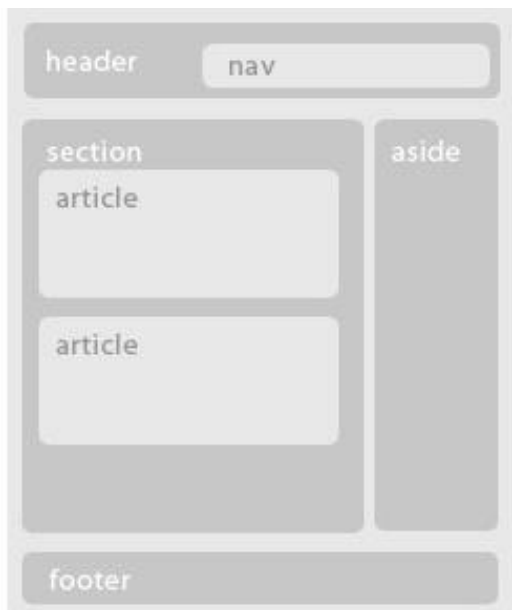 header
nav
section
aside
article
article
footer